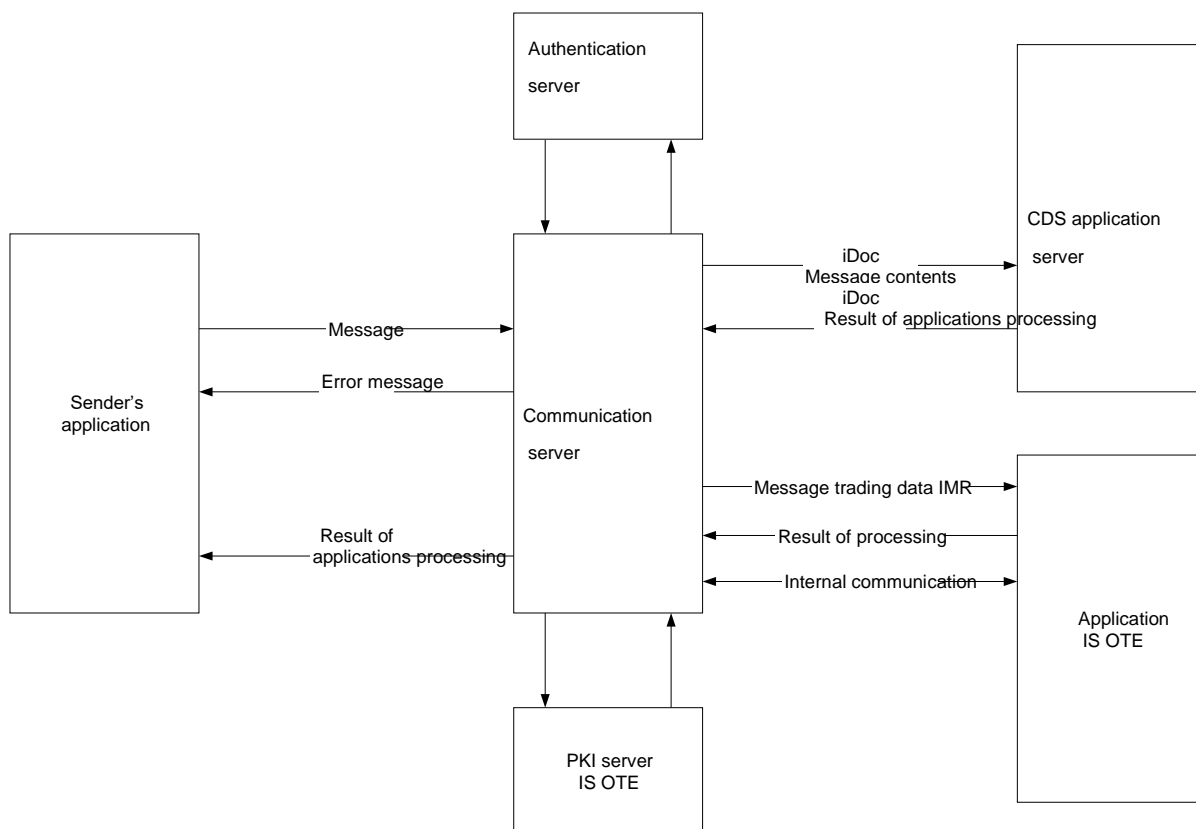 Authentication
server
CDS application
server
iDoc
Message contents
iDoc
Result of applications processing
Message
Error message
Sender's
application
Communication
server
Message trading data IMR
Result of processing
Result of
applications processing
Internal communication
Application
IS OTE
PKI server
IS OTE